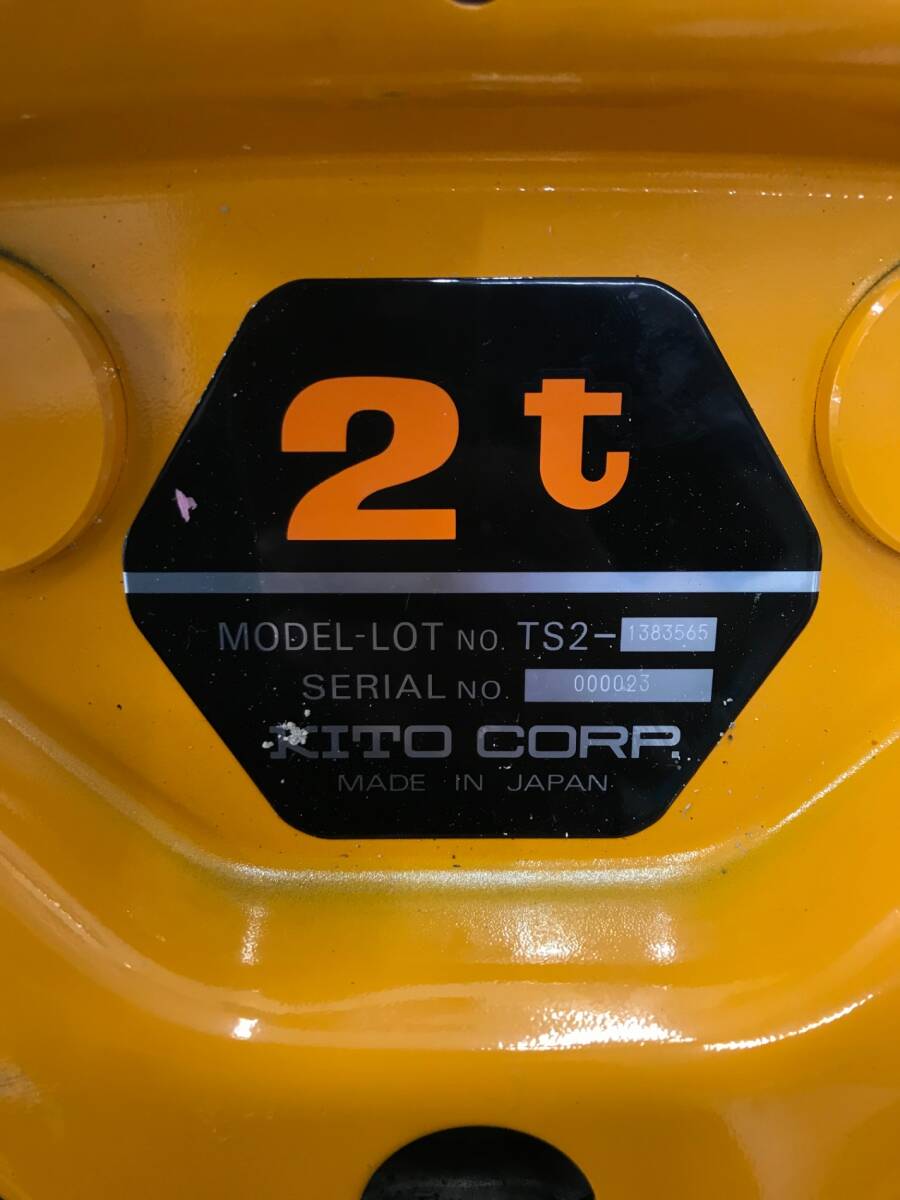 2t
MODEL-LOT NO. TS2-1383565
SERIAL NO. 000023
KITO CORP.
MADE IN JAPAN